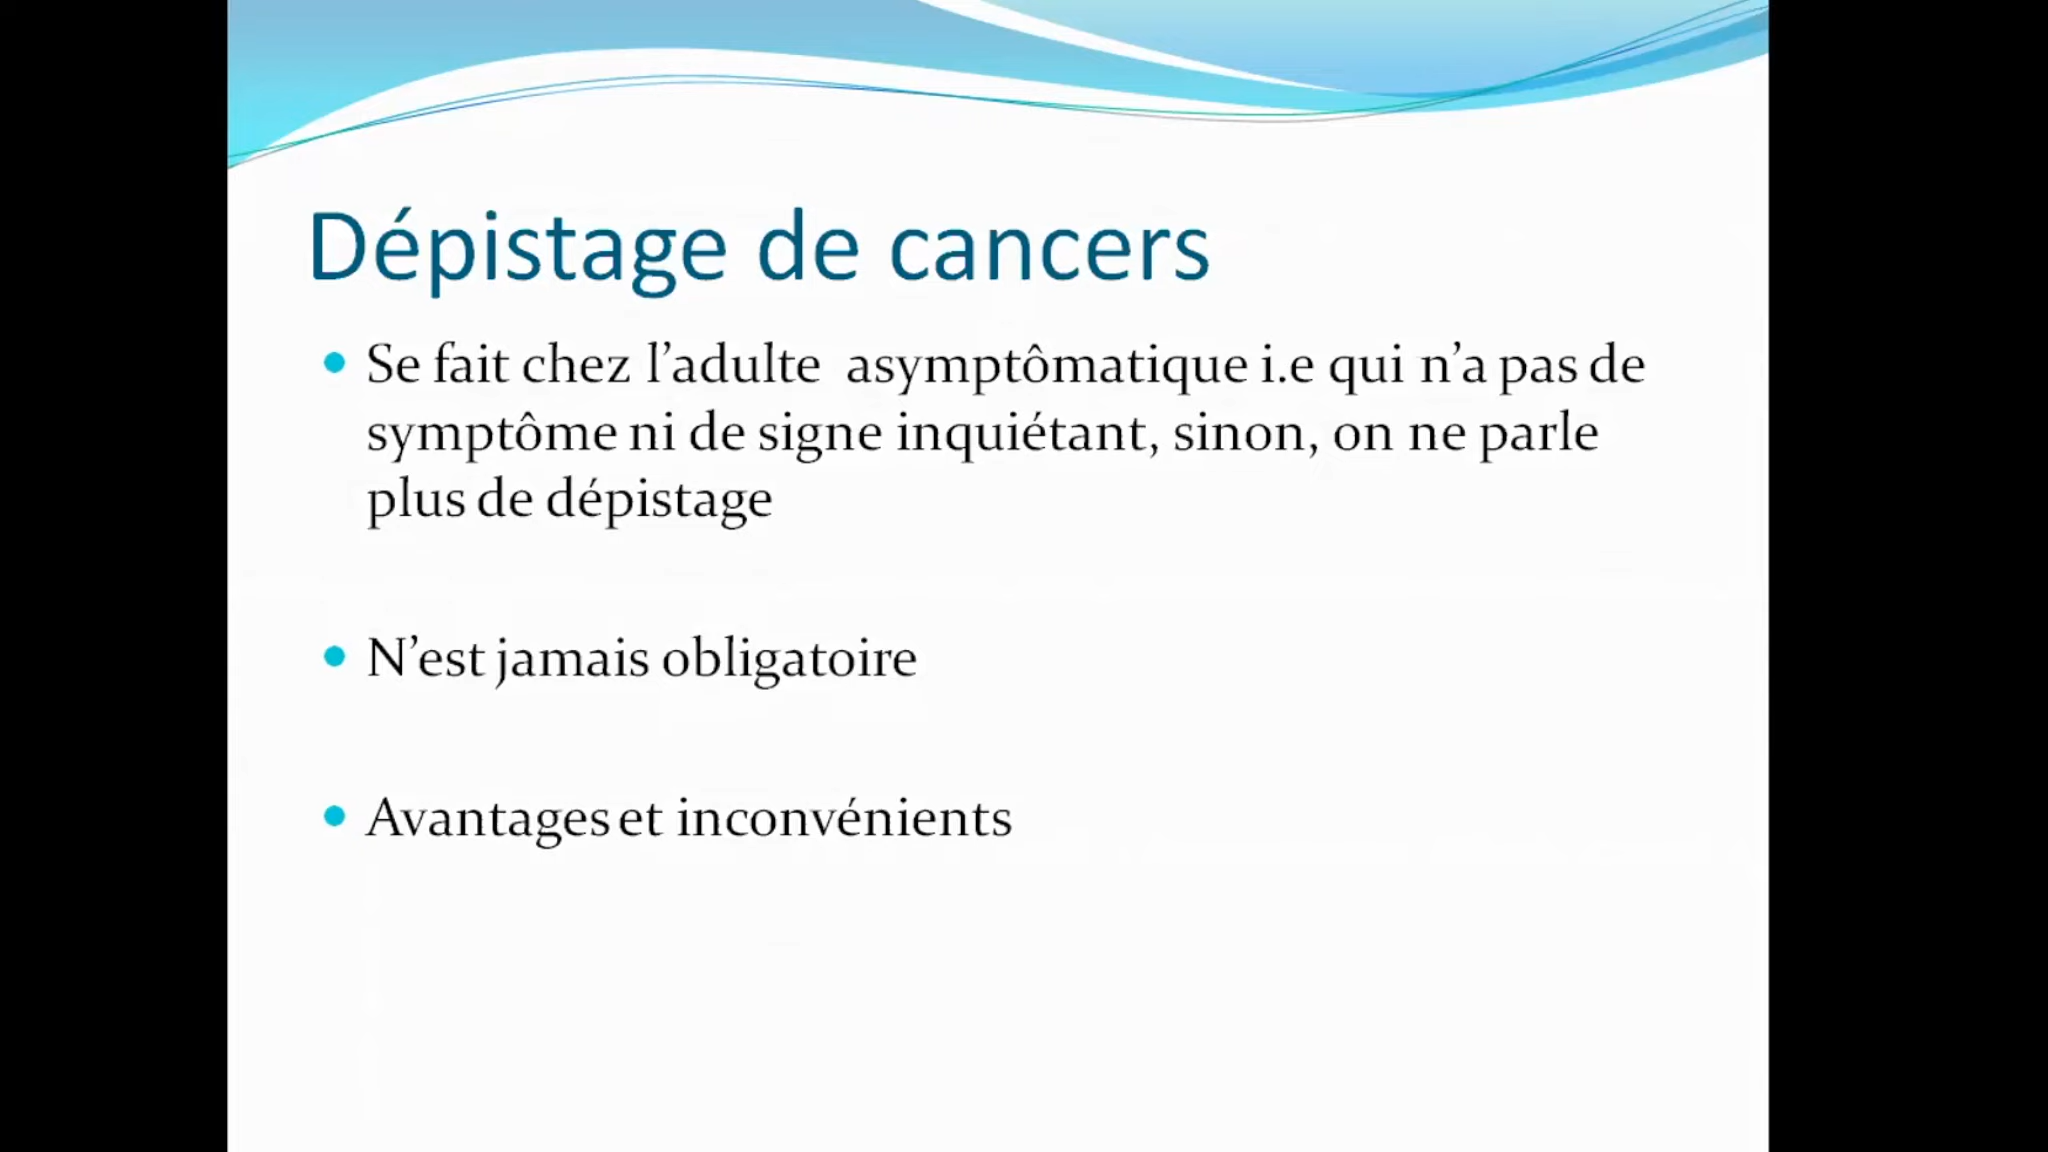 Dépistage de cancers
• Se fait chez l’adulte asymptômatique i.e qui n’a pas de
symptôme ni de signe inquiétant, sinon, on ne parle
plus de dépistage
• N’est jamais obligatoire
• Avantages et inconvénients